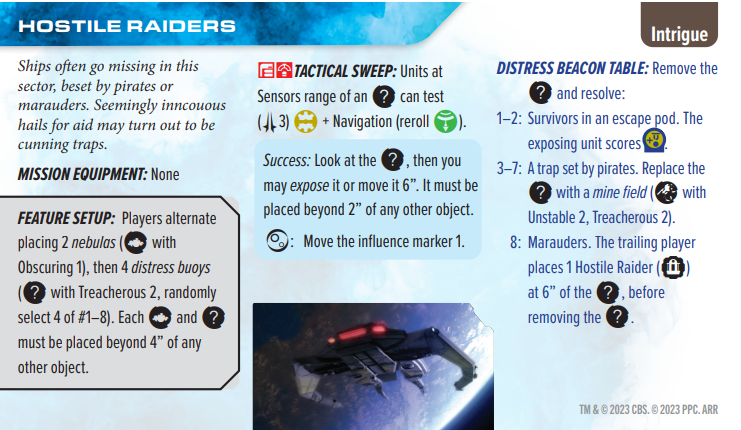 HOSTILE RAIDERS
Intrigue
Ships often go missing in this
sector, beset by pirates or
marauders. Seemingly inncouous
hails for aid may turn out to be
cunning traps.
MISSION EQUIPMENT: None
FEATURE SETUP: Players alternate
placing 2 nebulas ( with
Obscuring 1), then 4 distress buoys
(? with Treacherous 2, randomly
select 4 of #1–8). Each and ?
must be placed beyond 4” of any
other object.
TACTICAL SWEEP: Units at
Sensors range of an ? can test
( 3) + Navigation (reroll ).
Success: Look at the ?, then you
may expose it or move it 6”. It must be
placed beyond 2” of any other object.
: Move the influence marker 1.
DISTRESS BEACON TABLE: Remove the
? and resolve:
1–2: Survivors in an escape pod. The
exposing unit scores .
3–7: A trap set by pirates. Replace the
? with a mine field ( with
Unstable 2, Treacherous 2).
8: Marauders. The trailing player
places 1 Hostile Raider ( )
at 6” of the ?, before
removing the ?.
TM & © 2023 CBS. © 2023 PPC. ARR